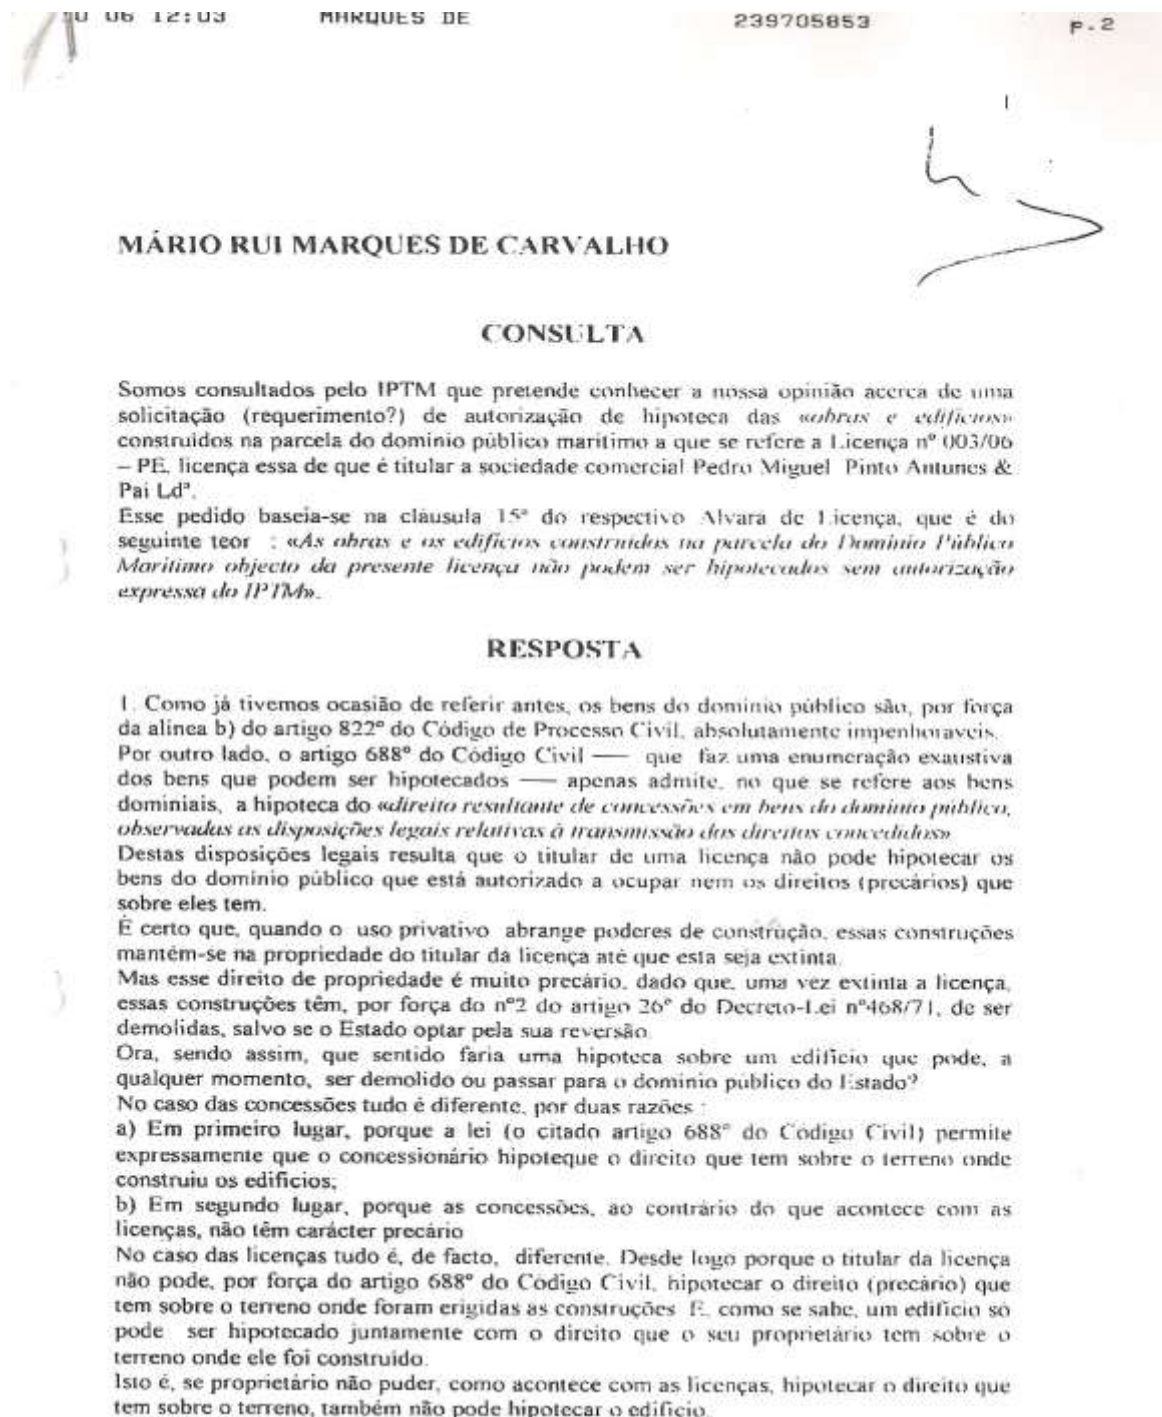 06 12:03 MARQUES DE 239705853 p.2
1
MÁRIO RUI MARQUES DE CARVALHO
CONSULTA
Somos consultados pelo IPTM que pretende conhecer a nossa opinião acerca de uma
solicitação (requerimento?) de autorização de hipoteca das «obras e edifícios»
construídos na parcela do domínio público marítimo a que se refere a Licença nº 003/06
– PE, licença essa de que é titular a sociedade comercial Pedro Miguel Pinto Antunes &
Pai Ldª.
Esse pedido baseia-se na cláusula 15ª do respectivo Alvará de Licença, que é do
seguinte teor : «As obras e os edifícios construídos na parcela do Domínio Público
Marítimo objecto da presente licença não podem ser hipotecados sem autorização
expressa do IPTM».
RESPOSTA
1. Como já tivemos ocasião de referir antes, os bens do domínio público são, por força
da alínea b) do artigo 822º do Código de Processo Civil, absolutamente impenhoráveis.
Por outro lado, o artigo 688º do Código Civil — que faz uma enumeração exaustiva
dos bens que podem ser hipotecados — apenas admite, no que se refere aos bens
dominiais, a hipoteca do «direito resultante de concessões em bens do domínio público,
observadas as disposições legais relativas à transmissão dos direitos concedidos»
Destas disposições legais resulta que o titular de uma licença não pode hipotecar os
bens do domínio público que está autorizado a ocupar nem os direitos (precários) que
sobre eles tem.
É certo que, quando o uso privativo abrange poderes de construção, essas construções
mantém-se na propriedade do titular da licença até que esta seja extinta.
Mas esse direito de propriedade é muito precário, dado que, uma vez extinta a licença,
essas construções têm, por força do nº2 do artigo 26º do Decreto-Lei nº468/71, de ser
demolidas, salvo se o Estado optar pela sua reversão.
Ora, sendo assim, que sentido faria uma hipoteca sobre um edifício que pode, a
qualquer momento, ser demolido ou passar para o domínio público do Estado?
No caso das concessões tudo é diferente, por duas razões :
a) Em primeiro lugar, porque a lei (o citado artigo 688º do Código Civil) permite
expressamente que o concessionário hipoteque o direito que tem sobre o terreno onde
construiu os edifícios;
b) Em segundo lugar, porque as concessões, ao contrário do que acontece com as
licenças, não têm carácter precário
No caso das licenças tudo é, de facto, diferente. Desde logo porque o titular da licença
não pode, por força do artigo 688º do Código Civil, hipotecar o direito (precário) que
tem sobre o terreno onde foram erigidas as construções E, como se sabe, um edifício só
pode ser hipotecado juntamente com o direito que o seu proprietário tem sobre o
terreno onde ele foi construído.
Isto é, se proprietário não puder, como acontece com as licenças, hipotecar o direito que
tem sobre o terreno, também não pode hipotecar o edifício.